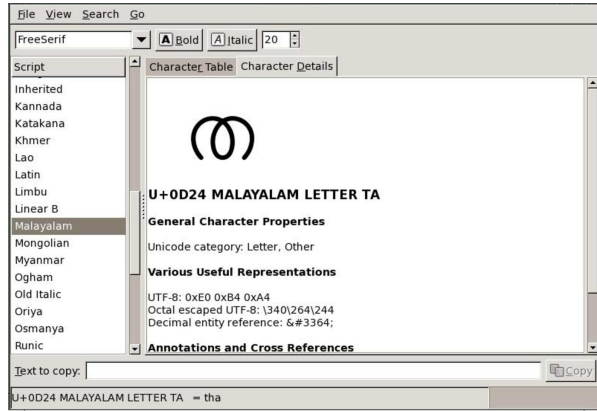 File View Search Go
FreeSerif
A Bold
A Italic
20
Script
Inherited
Kannada
Katakana
Khmer
Lao
Latin
Limbu
Linear B
Malayalam
Mongolian
Myanmar
Ogham
Old Italic
Oriya
Osmanya
Runic
Character Table
Character Details
ത
U+0D24 MALAYALAM LETTER TA
General Character Properties
Unicode category: Letter, Other
Various Useful Representations
UTF-8: 0xE0 0xB4 0xA4
Octal escaped UTF-8: \340\264\244
Decimal entity reference: &#3364;
Annotations and Cross References
Text to copy:
Copy
U+0D24 MALAYALAM LETTER TA = tha